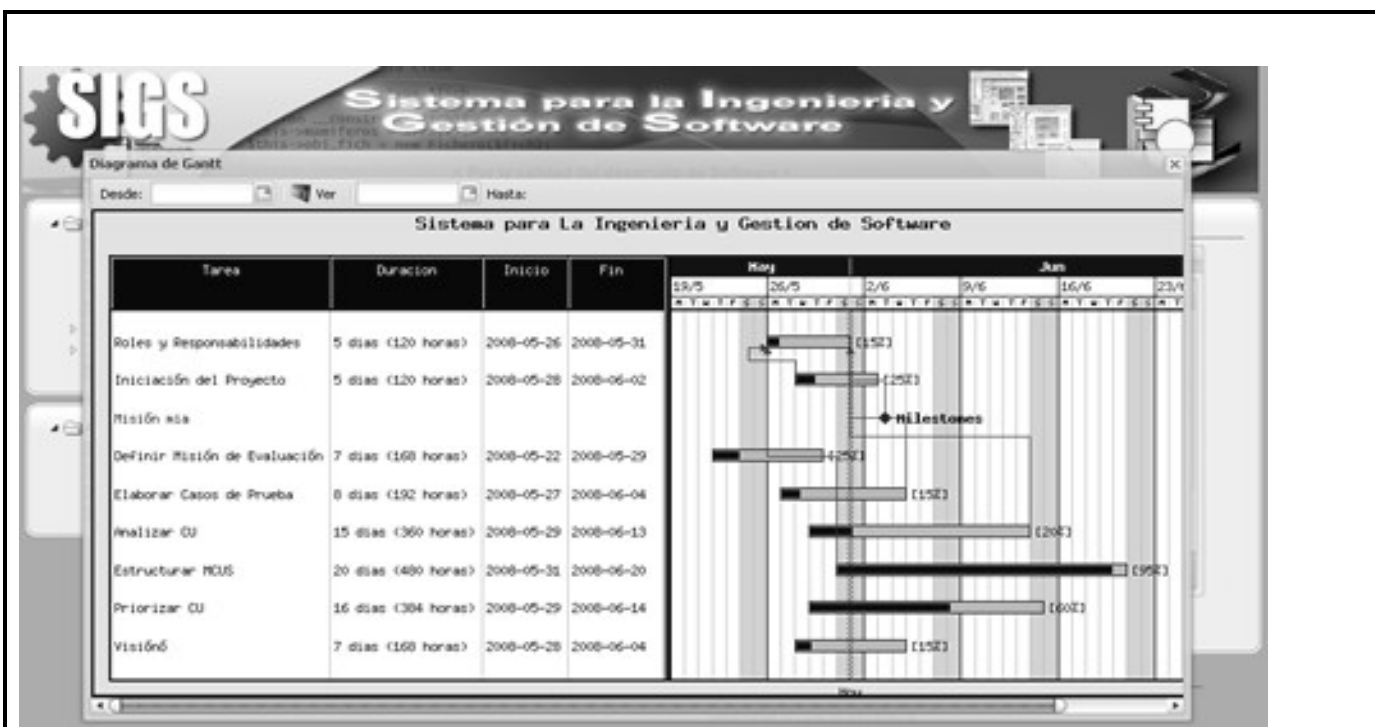 SIGS
Sistema para la Ingenieria y
Gestión de Software
Diagrama de Gantt
Desde: Ver Hasta:
Sistema para La Ingenieria y Gestion de Software
Tarea Duracion Inicio Fin May Jun
19/5 26/5 2/6 9/6 16/6
M T W T F S S M T W T F S S M T W T F S S M T W T F S S M T W T F S S M T
Roles y Responsabilidades 5 dias (120 horas) 2008-05-26 2008-05-31 [15%]
Iniciación del Proyecto 5 dias (120 horas) 2008-05-28 2008-06-02 [25%]
Misión mia Milestones
Definir Misión de Evaluación 7 dias (168 horas) 2008-05-22 2008-05-29 [25%]
Elaborar Casos de Prueba 8 dias (192 horas) 2008-05-27 2008-06-04 [15%]
Analizar CU 15 dias (360 horas) 2008-05-29 2008-06-13 [20%]
Estructurar MCUS 20 dias (480 horas) 2008-05-31 2008-06-20 [95%]
Priorizar CU 16 dias (384 horas) 2008-05-29 2008-06-14 [60%]
Visiónó 7 dias (168 horas) 2008-05-28 2008-06-04 [15%]